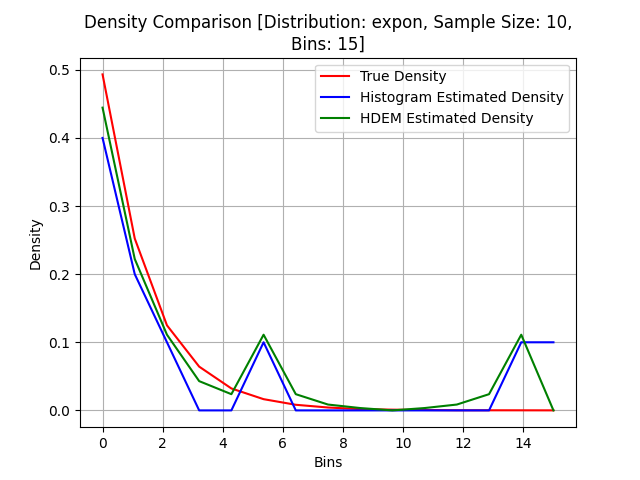 Density Comparison [Distribution: expon, Sample Size: 10,
Bins: 15]
True Density
Histogram Estimated Density
HDEM Estimated Density
Density
0.5
0.4
0.3
0.2
0.1
0.0
0 2 4 6 8 10 12 14
Bins